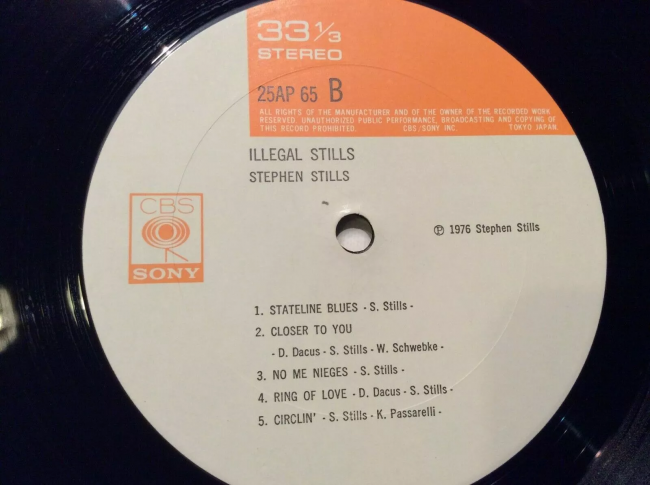 33 1/3
STEREO
25AP 65 B
ALL RIGHTS OF THE MANUFACTURER AND OF THE OWNER OF THE RECORDED WORK
RESERVED. UNAUTHORIZED PUBLIC PERFORMANCE, BROADCASTING AND COPYING OF
THIS RECORD PROHIBITED. CBS/SONY INC. TOKYO JAPAN
ILLEGAL STILLS
STEPHEN STILLS
CBS
SONY
℗ 1976 Stephen Stills
1. STATELINE BLUES - S. Stills -
2. CLOSER TO YOU
- D. Dacus - S. Stills - W. Schwebke -
3. NO ME NIEGES - S. Stills -
4. RING OF LOVE - D. Dacus - S. Stills -
5. CIRCLIN' - S. Stills - K. Passarelli -